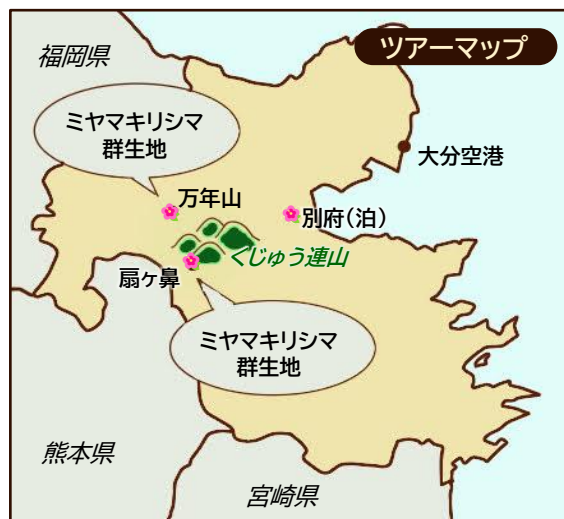 ツアーマップ
福岡県
ミヤマキリシマ
群生地
大分空港
万年山
別府(泊)
くじゅう連山
扇ヶ鼻
ミヤマキリシマ
群生地
熊本県
宮崎県